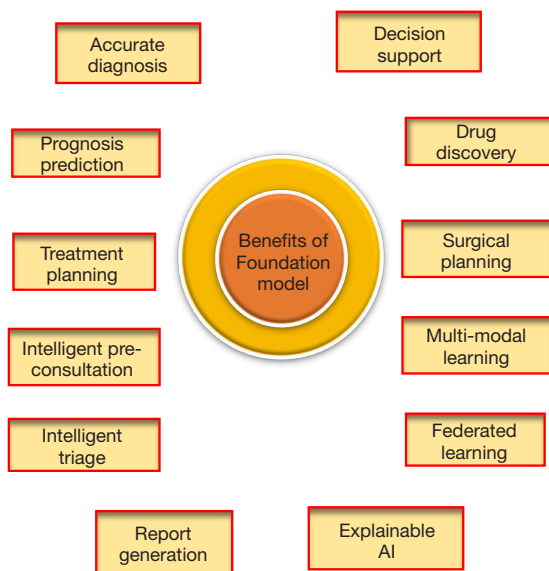 Accurate
diagnosis
Decision
support
Prognosis
prediction
Drug
discovery
Benefits of
Foundation
model
Treatment
planning
Surgical
planning
Intelligent pre-
consultation
Multi-modal
learning
Intelligent
triage
Federated
learning
Report
generation
Explainable
AI